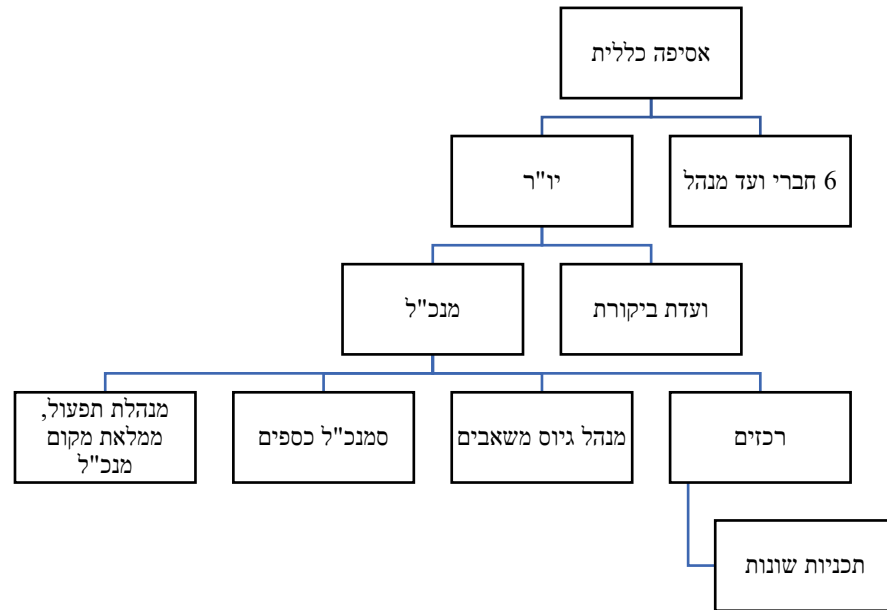 אסיפה כללית
יו"ר
6 חברי ועד מנהל
מנכ"ל
ועדת ביקורת
מנהלת תפעול,
ממלאת מקום
מנכ"ל
סמנכ"ל כספים
מנהל גיוס משאבים
רכזים
תכניות שונות